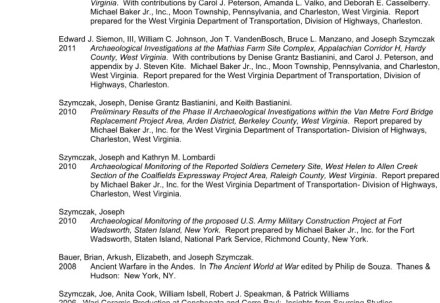 Virginia. With contributions by Carol J. Peterson, Amanda L. Valko, and Deborah E. Casselberry.
Michael Baker Jr., Inc., Moon Township, Pennsylvania, and Charleston, West Virginia. Report
prepared for the West Virginia Department of Transportation, Division of Highways, Charleston.
Edward J. Siemon, III, William C. Johnson, Jon T. VandenBosch, Bruce L. Manzano, and Joseph Szymczak
2011 Archaeological Investigations at the Mathias Farm Site Complex, Appalachian Corridor H, Hardy
County, West Virginia. With contributions by Denise Grantz Bastianini, and Carol J. Peterson, and
appendix by J. Steven Kite. Michael Baker Jr., Inc., Moon Township, Pennsylvania, and Charleston,
West Virginia. Report prepared for the West Virginia Department of Transportation, Division of
Highways, Charleston.
Szymczak, Joseph, Denise Grantz Bastianini, and Keith Bastianini.
2010 Preliminary Results of the Phase II Archaeological Investigations within the Van Metre Ford Bridge
Replacement Project Area, Arden District, Berkeley County, West Virginia. Report prepared by
Michael Baker Jr., Inc. for the West Virginia Department of Transportation- Division of Highways,
Charleston, West Virginia.
Szymczak, Joseph and Kathryn M. Lombardi
2010 Archaeological Monitoring of the Reported Soldiers Cemetery Site, West Helen to Allen Creek
Section of the Coalfields Expressway Project Area, Raleigh County, West Virginia. Report prepared
by Michael Baker Jr., Inc. for the West Virginia Department of Transportation- Division of Highways,
Charleston, West Virginia.
Szymczak, Joseph
2010 Archaeological Monitoring of the proposed U.S. Army Military Construction Project at Fort
Wadsworth, Staten Island, New York. Report prepared by Michael Baker Jr., Inc. for the Fort
Wadsworth, Staten Island, National Park Service, Richmond County, New York.
Bauer, Brian, Arkush, Elizabeth, and Joseph Szymczak.
2008 Ancient Warfare in the Andes. In The Ancient World at War edited by Philip de Souza. Thanes &
Hudson: New York, NY.
Szymczak, Joe, Anita Cook, William Isbell, Robert J. Speakman, & Patrick Williams
2006 Wari Ceramic Production at Conchopata and Cerro Baul: Insights from Sourcing Studies